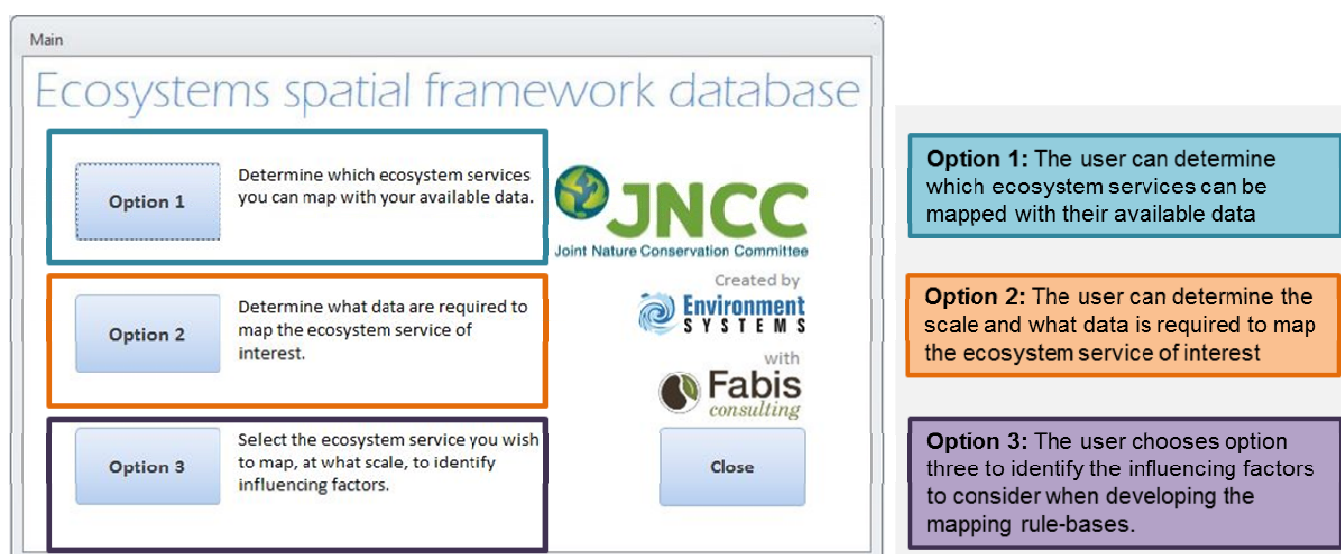 Main
Ecosystems spatial framework database
Option 1
Determine which ecosystem services
you can map with your available data.
JNCC
Joint Nature Conservation Committee
Option 2
Determine what data are required to
map the ecosystem service of
interest.
Created by
Environment
SYSTEMS
with
Fabis
consulting
Option 3
Select the ecosystem service you wish
to map, at what scale, to identify
influencing factors.
Close
Option 1: The user can determine
which ecosystem services can be
mapped with their available data
Option 2: The user can determine the
scale and what data is required to map
the ecosystem service of interest
Option 3: The user chooses option
three to identify the influencing factors
to consider when developing the
mapping rule-bases.